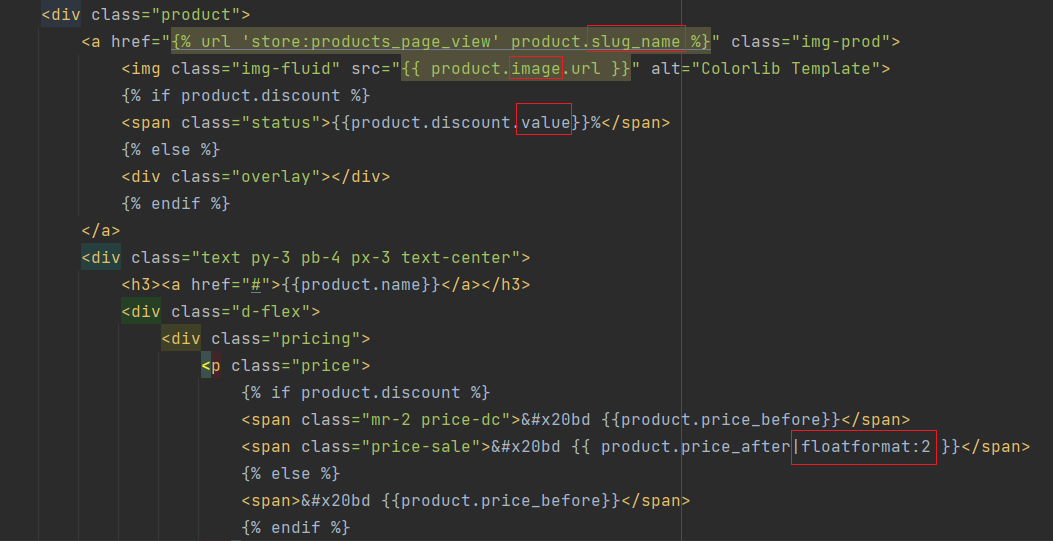 <div class="product">
<a href="{% url 'store:products_page_view' product.slug_name %}" class="img-prod">
<img class="img-fluid" src="{{ product.image.url }}" alt="Colorlib Template">
{% if product.discount %}
<span class="status">{{product.discount.value}}%</span>
{% else %}
<div class="overlay"></div>
{% endif %}
</a>
<div class="text py-3 pb-4 px-3 text-center">
<h3><a href="#">{{product.name}}</a></h3>
<div class="d-flex">
<div class="pricing">
<p class="price">
{% if product.discount %}
<span class="mr-2 price-dc">&#x20bd {{product.price_before}}</span>
<span class="price-sale">&#x20bd {{ product.price_after|floatformat:2 }}</span>
{% else %}
<span>&#x20bd {{product.price_before}}</span>
{% endif %}